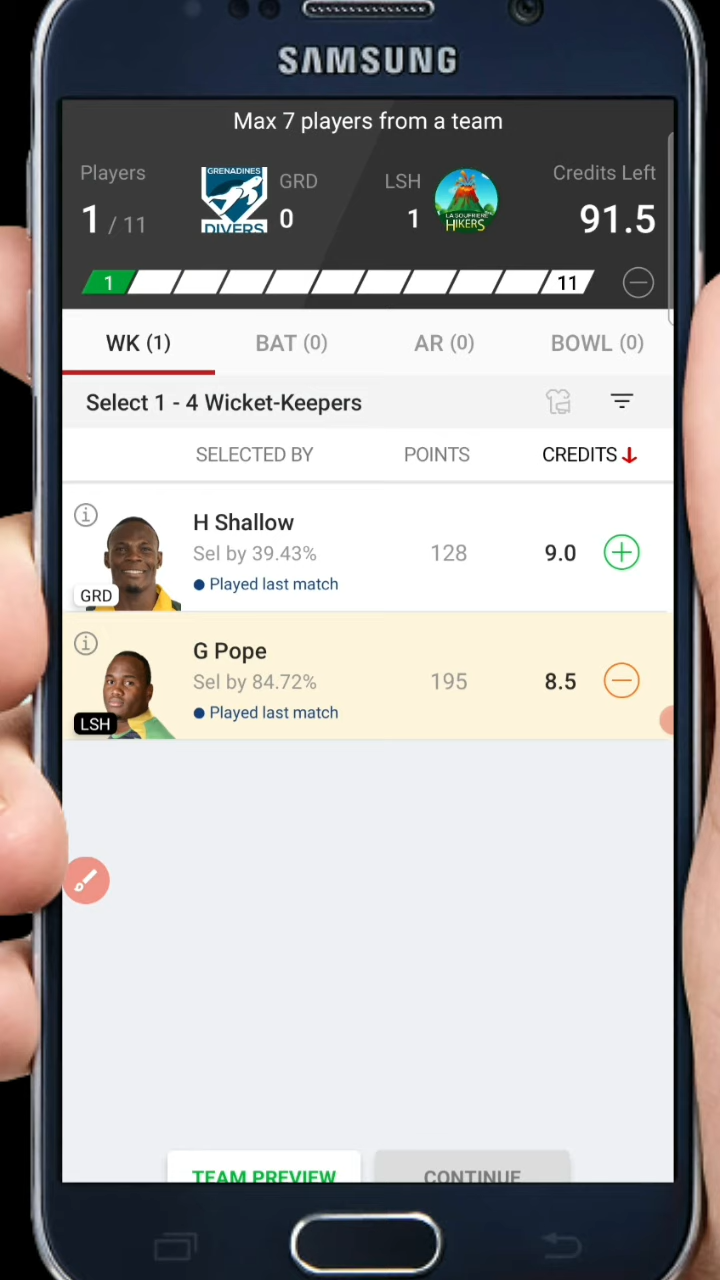 SAMSUNG
Max 7 players from a team
Players
GRENADINES
DIVERS
GRD
LSH
LA SOUFRIERE
HIKERS
Credits Left
1 / 11
0
1
91.5
1
11
WK (1)
BAT (0)
AR (0)
BOWL (0)
Select 1 - 4 Wicket-Keepers
SELECTED BY
POINTS
CREDITS
H Shallow
Sel by 39.43%
128
9.0
Played last match
GRD
G Pope
Sel by 84.72%
195
8.5
Played last match
LSH
TEAM PREVIEW
CONTINUE